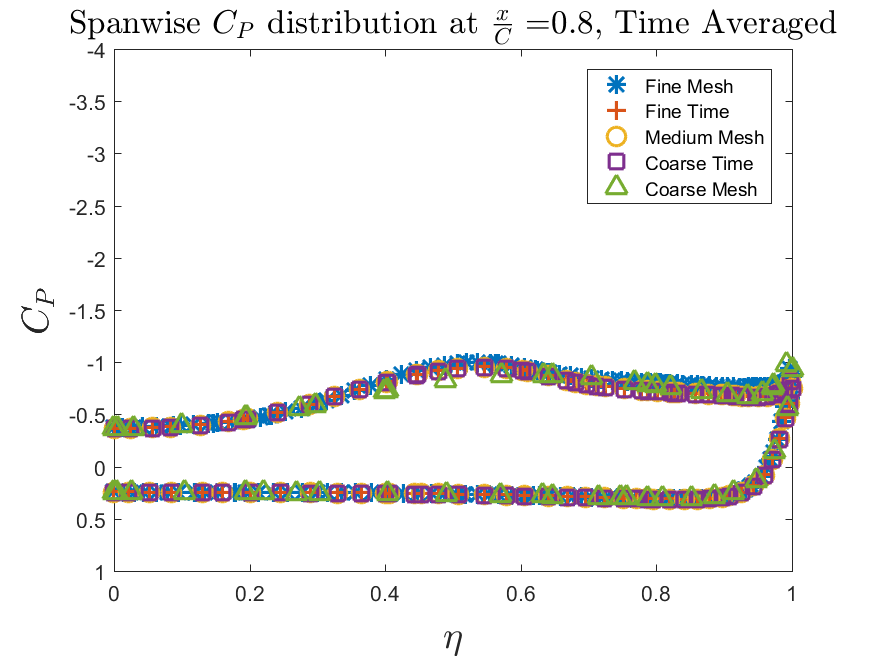 Spanwise C_P distribution at x/C =0.8, Time Averaged
-4
-3.5
-3
-2.5
-2
-1.5
-1
-0.5
0
0.5
1
C_P
Fine Mesh
Fine Time
Medium Mesh
Coarse Time
Coarse Mesh
0 0.2 0.4 0.6 0.8 1
η